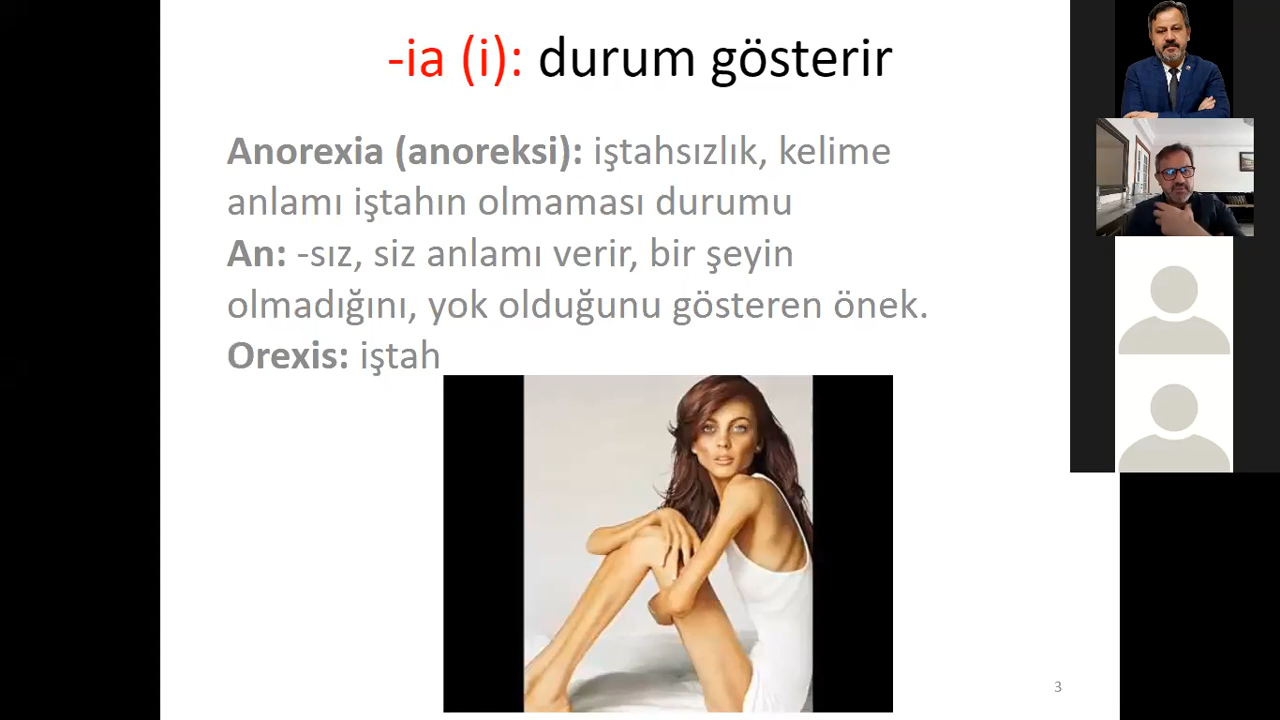 -ia (i): durum gösterir
Anorexia (anoreksi): iştahsızlık, kelime
anlamı iştahın olmaması durumu
An: -sız, siz anlamı verir, bir şeyin
olmadığını, yok olduğunu gösteren önek.
Orexis: iştah
3